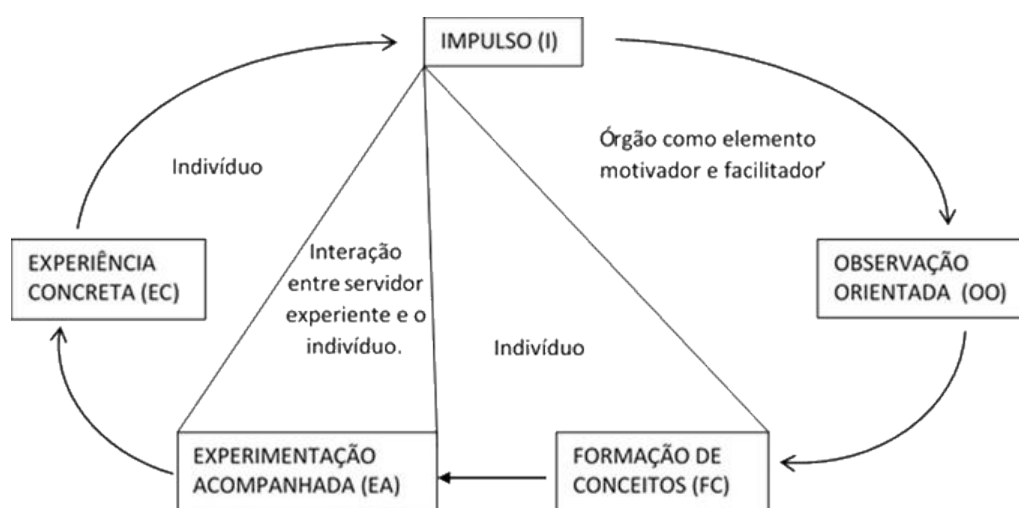 IMPULSO (I)
Órgão como elemento
motivador e facilitador’
Indivíduo
EXPERIÊNCIA
CONCRETA (EC)
Interação
entre servidor
experiente e o
indivíduo.
OBSERVAÇÃO
ORIENTADA (OO)
Indivíduo
EXPERIMENTAÇÃO
ACOMPANHADA (EA)
FORMAÇÃO DE
CONCEITOS (FC)